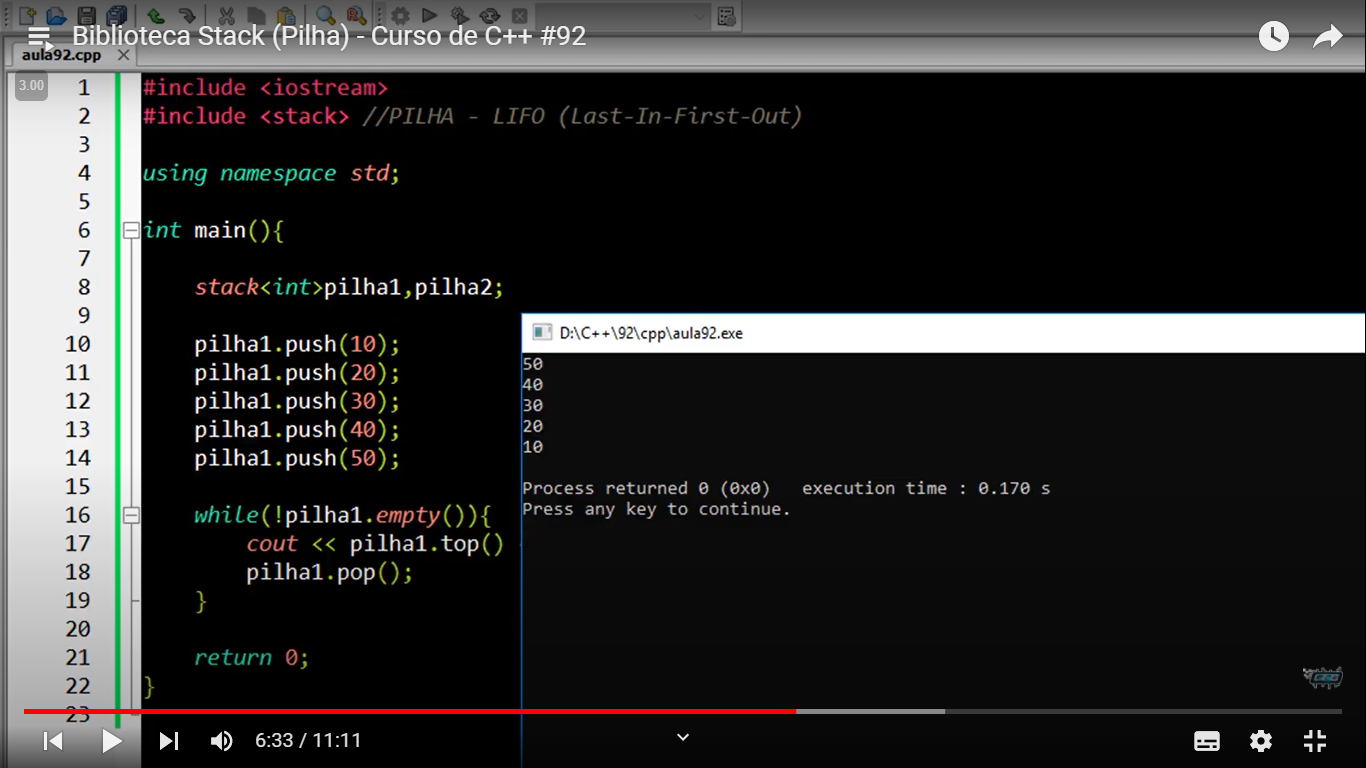 Biblioteca Stack (Pilha) - Curso de C++ #92
aula92.cpp
3.00
1 #include <iostream>
2 #include <stack> //PILHA - LIFO (Last-In-First-Out)
3
4 using namespace std;
5
6 int main(){
7
8 stack<int>pilha1,pilha2;
9
10 pilha1.push(10);
11 pilha1.push(20);
12 pilha1.push(30);
13 pilha1.push(40);
14 pilha1.push(50);
15
16 while(!pilha1.empty()){
17 cout << pilha1.top()
18 pilha1.pop();
19 }
20
21 return 0;
22 }
23
D:\C++\92\cpp\aula92.exe
50
40
30
20
10
Process returned 0 (0x0) execution time : 0.170 s
Press any key to continue.
6:33 / 11:11